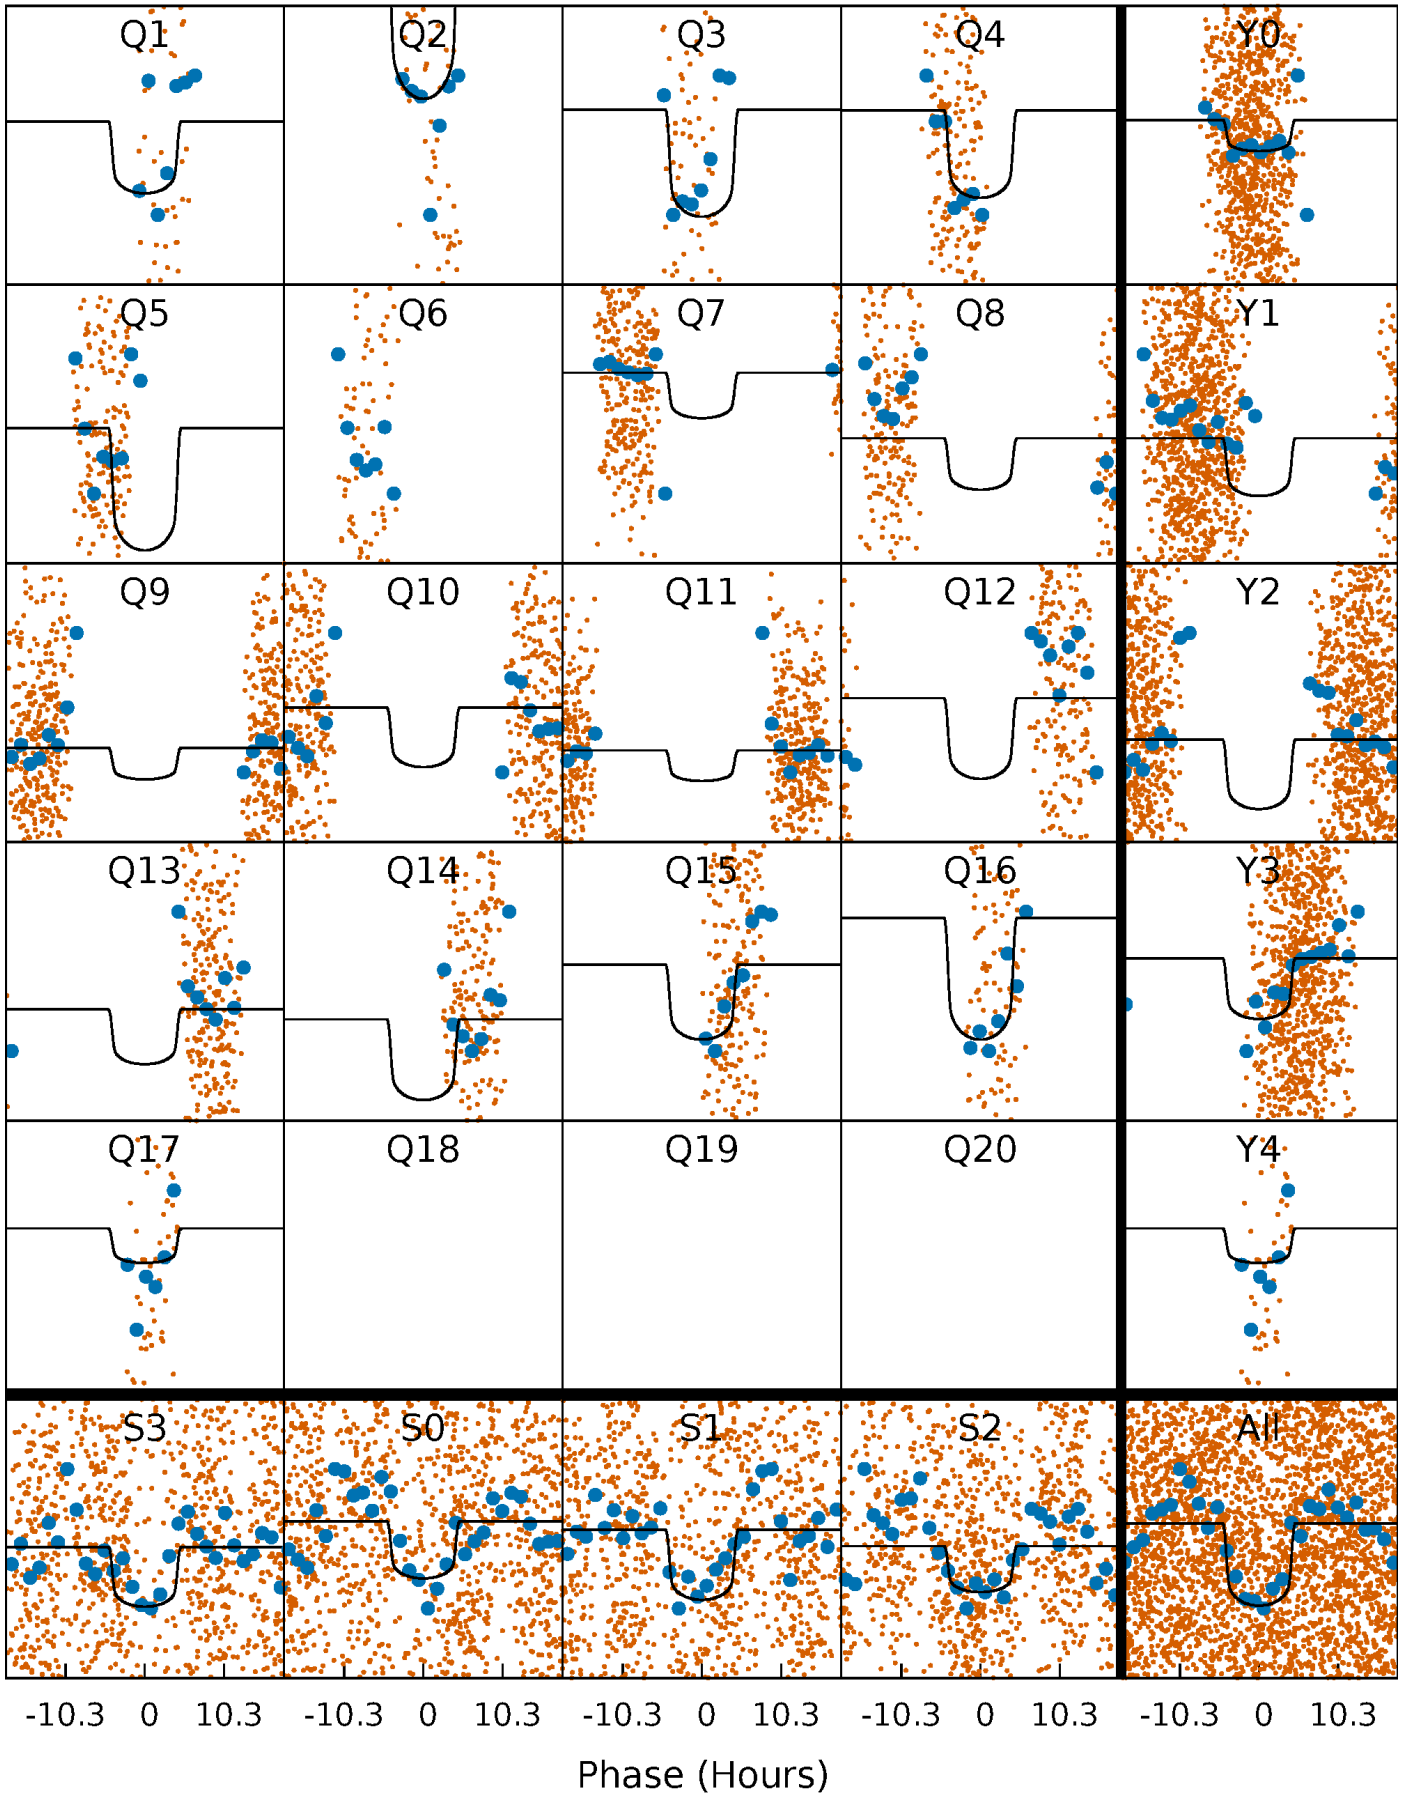 Q1 Q2 Q3 Q4 Y0
Q5 Q6 Q7 Q8 Y1
Q9 Q10 Q11 Q12 Y2
Q13 Q14 Q15 Q16 Y3
Q17 Q18 Q19 Q20 Y4
S3 S0 S1 S2 All
-10.3 0 10.3 -10.3 0 10.3 -10.3 0 10.3 -10.3 0 10.3 -10.3 0 10.3
Phase (Hours)